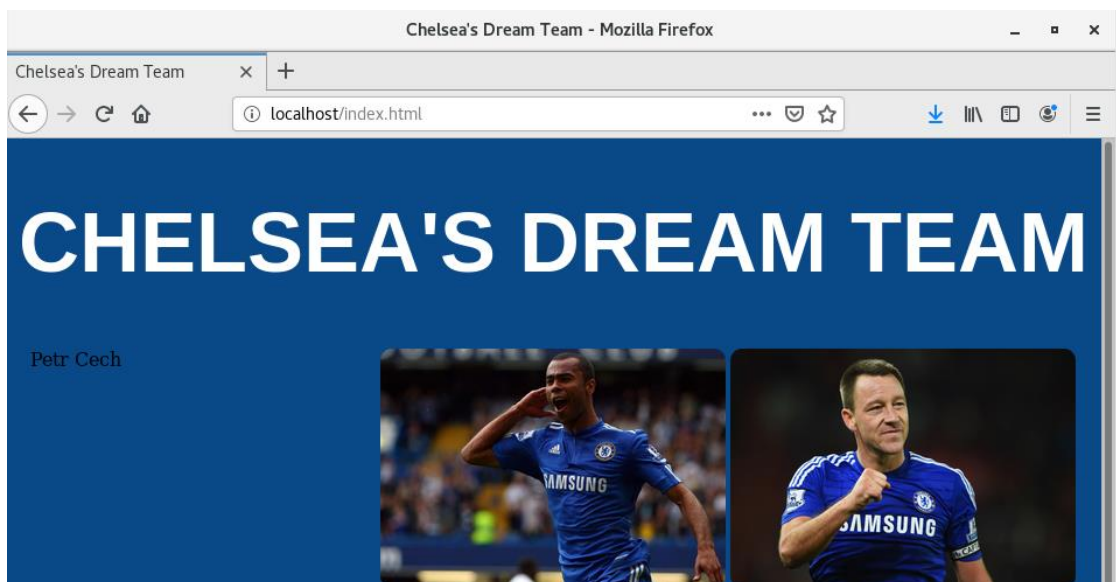 Chelsea's Dream Team - Mozilla Firefox
Chelsea's Dream Team
localhost/index.html
CHELSEA'S DREAM TEAM
Petr Cech
SAMSUNG
SAMSUNG